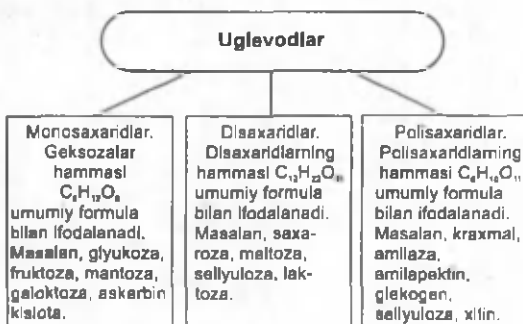 Uglevodlar
Monosaxaridlar.
Geksozalar
hammasi
C₆H₁₂O₆
umumiy formula
bilan ifodalanadi.
Masalan, glyukoza,
fruktoza, mantoza,
galoktoza, askarbin
kislota.
Disaxaridlar.
Disaxaridlarning
hammasi C₁₂H₂₂O₁₁
umumiy formula
bilan ifodalanadi.
Masalan, saxa-
roza, maltoza,
sellyuloza, lak-
toza.
Polisaxaridlar.
Polisaxaridlarning
hammasi C₆H₁₀O₁₁
umumiy formula
bilan ifodalanadi.
Masalan, kraxmal,
amilaza,
amilapektin,
glekogen,
sellyuloza, xitin.